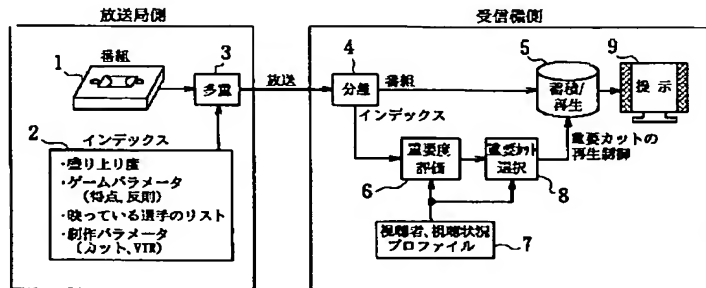 放送局側
受信機側
1
番組
3
多重
放送
4
分離
番組
インデックス
5
蓄積/
再生
9
提示
2
インデックス
・盛り上り度
・ゲームパラメータ
(得点、反則)
・映っている選手のリスト
・制作パラメータ
(カット、VTR)
重要度
評価
6
重要カット
選択
8
重要カットの
再生制御
視聴者、視聴状況
プロファイル
7